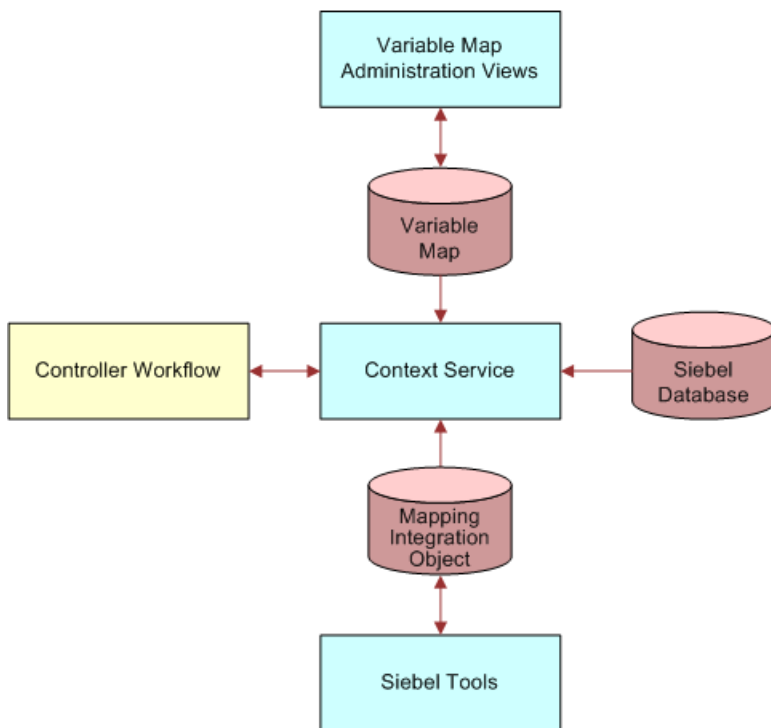 Variable Map
Administration Views
Variable
Map
Controller Workflow
Context Service
Siebel
Database
Mapping
Integration
Object
Siebel Tools